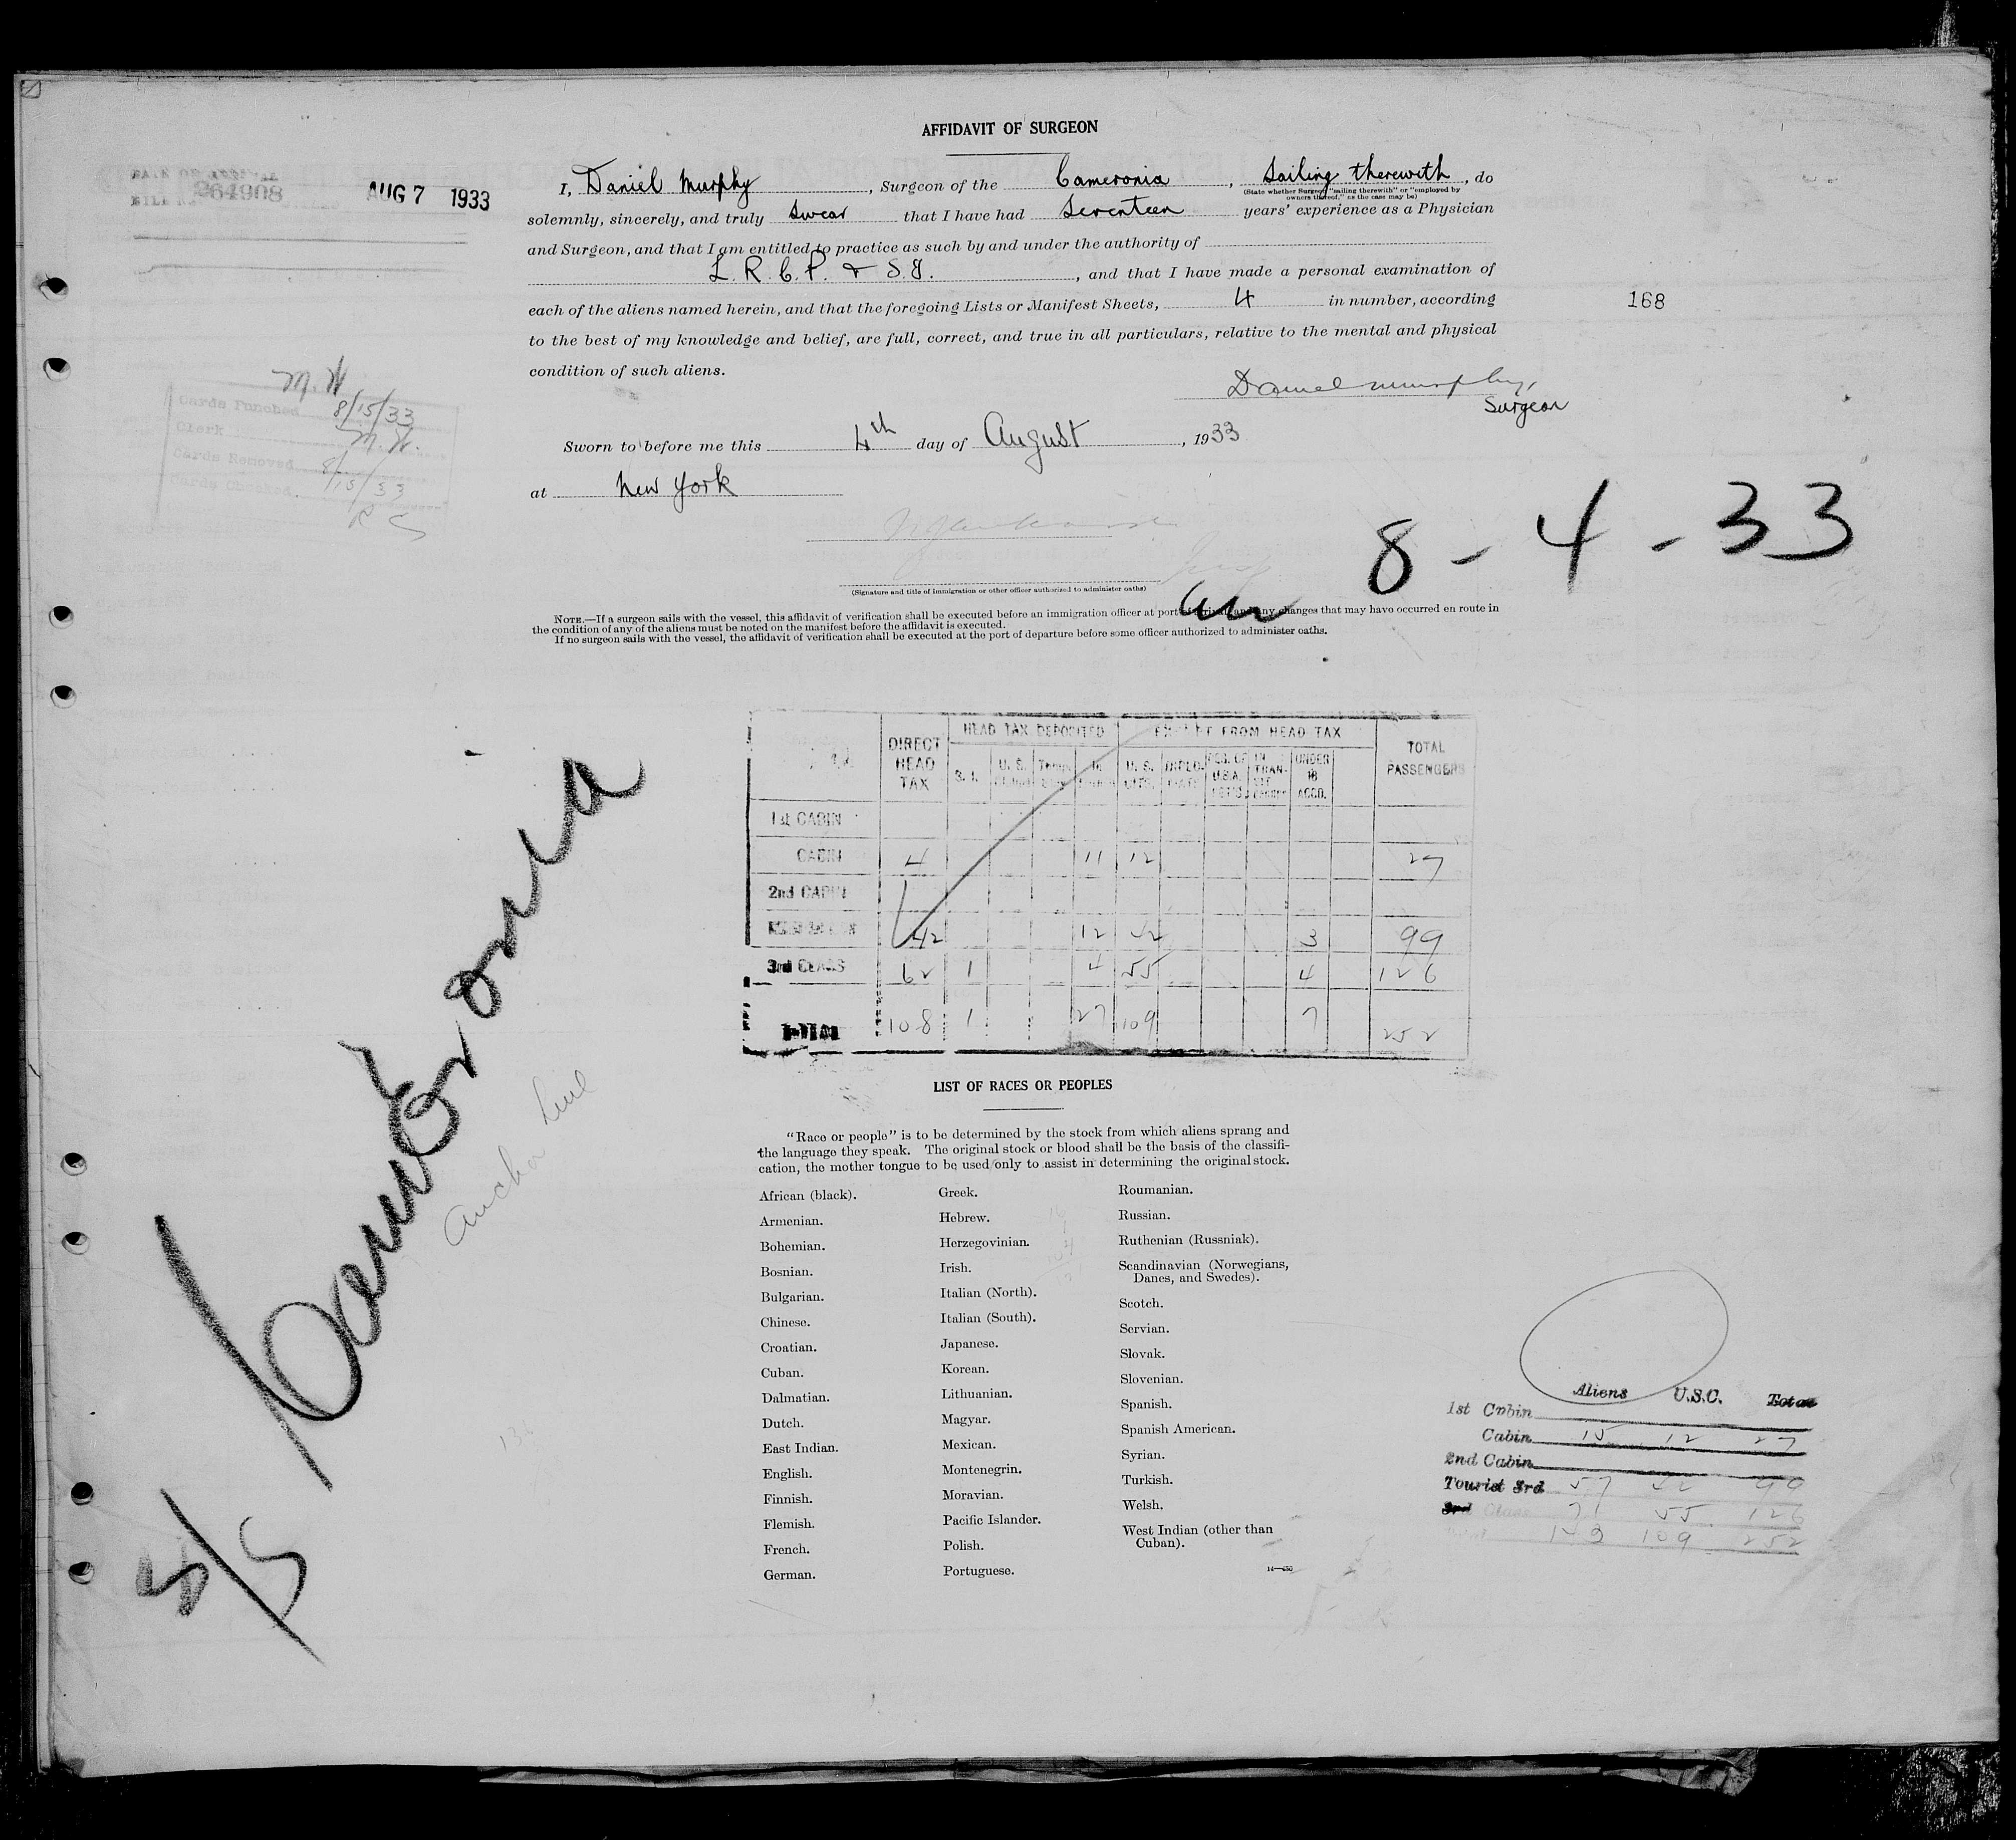 AFFIDAVIT OF SURGEON
264908
AUG 7 1933
I, Daniel Murphy, Surgeon of the Cameronia, Sailing therewith, do
(State whether Surgeon "sailing therewith" or "employed by
owners thereof," as the case may be)
solemnly, sincerely, and truly swear that I have had Seventeen years' experience as a Physician
and Surgeon, and that I am entitled to practice as such by and under the authority of
L. R. C. P. & S. I., and that I have made a personal examination of
each of the aliens named herein, and that the foregoing Lists or Manifest Sheets, 4 in number, according
168
to the best of my knowledge and belief, are full, correct, and true in all particulars, relative to the mental and physical
condition of such aliens.
Daniel Murphy,
Surgeon
M. W
Cards Punched 8/15/33
Clerk M. W.
Cards Removed 8/15/33
Cards Checked
Sworn to before me this 4th day of August, 1933
at New York
8 - 4 - 33
(Signature and title of immigration or other officer authorized to administer oaths)
NOTE.—If a surgeon sails with the vessel, this affidavit of verification shall be executed before an immigration officer at port of arrival, and any changes that may have occurred en route in
the condition of any of the aliens must be noted on the manifest before the affidavit is executed.
If no surgeon sails with the vessel, the affidavit of verification shall be executed at the port of departure before some officer authorized to administer oaths.
DIRECT HEAD TAX HEAD TAX DEPOSITED EXEMPT FROM HEAD TAX TOTAL PASSENGERS
S. I. U. S. U. S. CITS. IN TRANSIT UNDER 16 ACCD.
1st CABIN
CABIN 4 11 12 27
2nd CABIN
42 12 42 3 99
3rd CLASS 62 1 4 55 4 126
TOTAL 108 1 27 109 7 252
Cameronia
Anchor Line
5/5
LIST OF RACES OR PEOPLES
"Race or people" is to be determined by the stock from which aliens sprang and
the language they speak. The original stock or blood shall be the basis of the classifi-
cation, the mother tongue to be used only to assist in determining the original stock.
African (black).
Armenian.
Bohemian.
Bosnian.
Bulgarian.
Chinese.
Croatian.
Cuban.
Dalmatian.
Dutch.
East Indian.
English.
Finnish.
Flemish.
French.
German.
Greek.
Hebrew.
Herzegovinian.
Irish.
Italian (North).
Italian (South).
Japanese.
Korean.
Lithuanian.
Magyar.
Mexican.
Montenegrin.
Moravian.
Pacific Islander.
Polish.
Portuguese.
Roumanian.
Russian.
Ruthenian (Russniak).
Scandinavian (Norwegians,
Danes, and Swedes).
Scotch.
Servian.
Slovak.
Slovenian.
Spanish.
Spanish American.
Syrian.
Turkish.
Welsh.
West Indian (other than
Cuban).
Aliens U.S.C. Total
1st Cabin
Cabin 15 12 27
2nd Cabin
Tourist 3rd 57 42 99
3rd Class 71 55 126
143 109 252